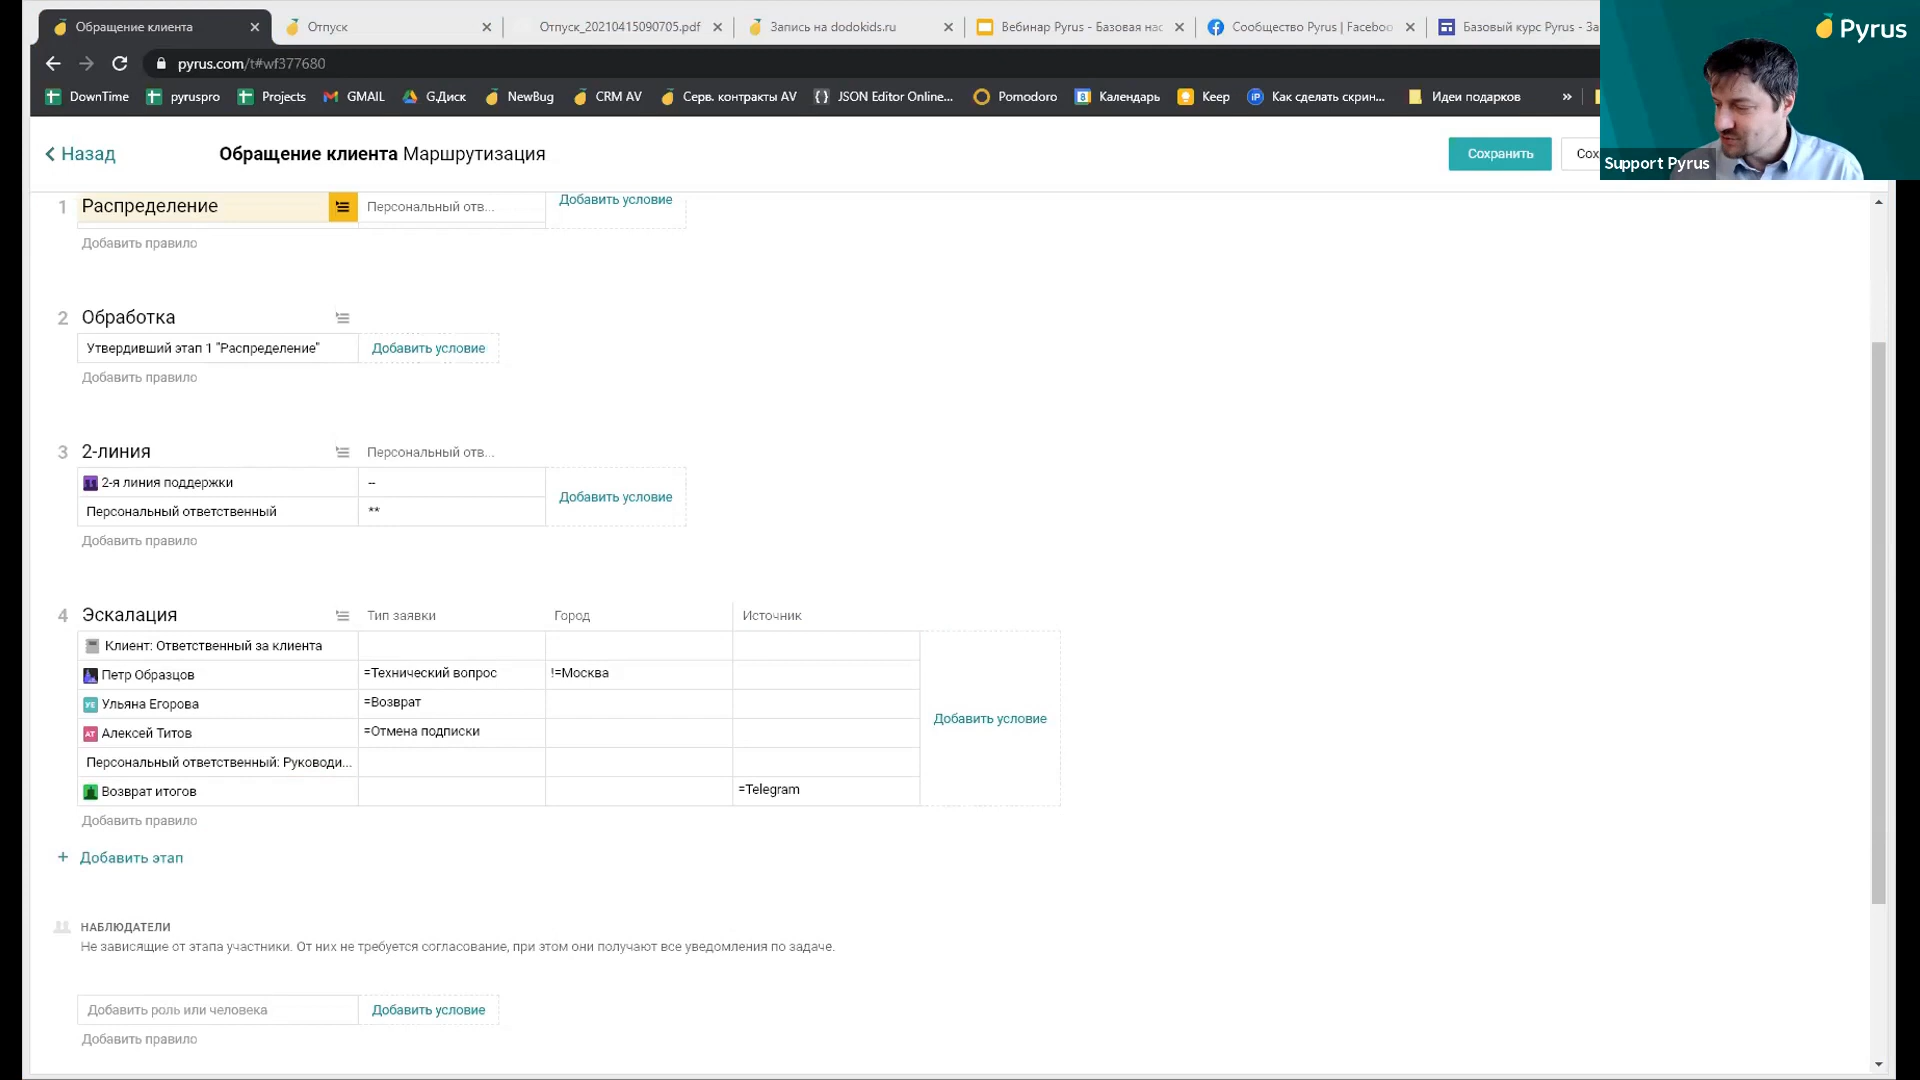 Обращение клиента
Отпуск
Отпуск_20210415090705.pdf
Запись на dodokids.ru
Вебинар Pyrus - Базовая нас
Сообщество Pyrus | Faceboo
Базовый курс Pyrus - За
Pyrus
pyrus.com/t#wf377680
DownTime
pyruspro
Projects
GMAIL
G.Диск
NewBug
CRM AV
Серв. контракты AV
JSON Editor Online...
Pomodoro
Календарь
Keep
Как сделать скрин...
Идеи подарков
»
Support Pyrus
Назад
Обращение клиента Маршрутизация
Сохранить
Сох
1 Распределение
Персональный отв...
Добавить условие
Добавить правило
2 Обработка
Утвердивший этап 1 "Распределение"
Добавить условие
Добавить правило
3 2-линия
Персональный отв...
2-я линия поддержки
--
Персональный ответственный
**
Добавить условие
Добавить правило
4 Эскалация
Тип заявки
Город
Источник
Клиент: Ответственный за клиента
Петр Образцов
=Технический вопрос
!=Москва
УЕ Ульяна Егорова
=Возврат
АТ Алексей Титов
=Отмена подписки
Добавить условие
Персональный ответственный: Руководи...
Возврат итогов
=Telegram
Добавить правило
+ Добавить этап
НАБЛЮДАТЕЛИ
Не зависящие от этапа участники. От них не требуется согласование, при этом они получают все уведомления по задаче.
Добавить роль или человека
Добавить условие
Добавить правило